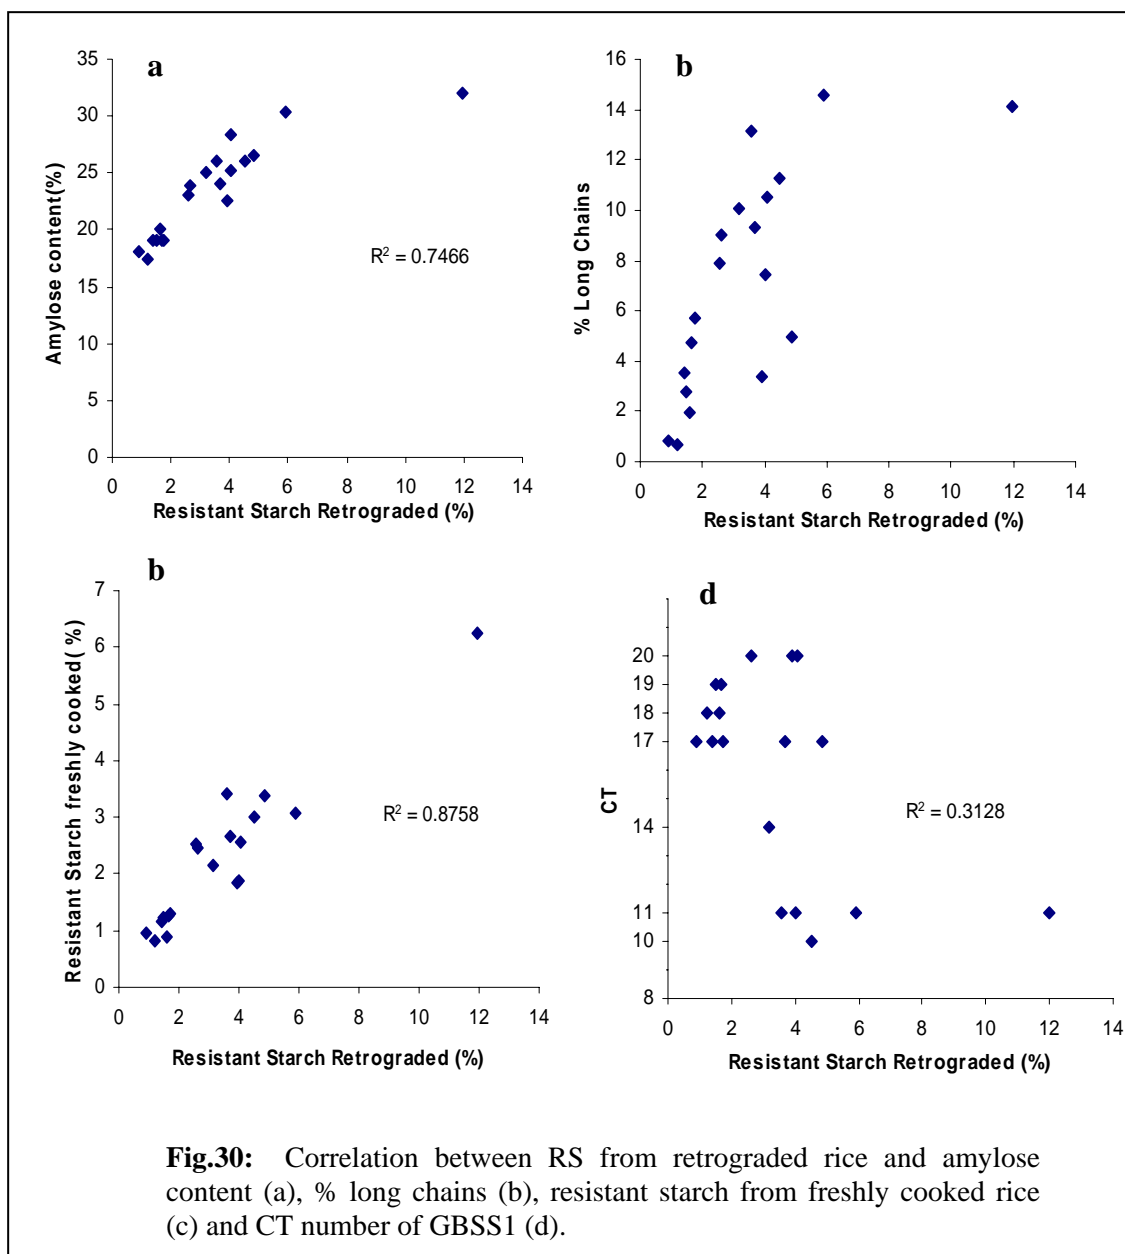 a
35
30
25
20
15
10
5
0
Amylose content(%)
R² = 0.7466
0 2 4 6 8 10 12 14
Resistant Starch Retrograded (%)
b
16
14
12
10
8
6
4
2
0
% Long Chains
0 2 4 6 8 10 12 14
Resistant Starch Retrograded (%)
b
7
6
5
4
3
2
1
0
Resistant Starch freshly cooked( %)
R² = 0.8758
0 2 4 6 8 10 12 14
Resistant Starch Retrograded (%)
d
20
19
18
17
14
11
10
8
CT
R² = 0.3128
0 2 4 6 8 10 12 14
Resistant Starch Retrograded (%)
Fig.30: Correlation between RS from retrograded rice and amylose
content (a), % long chains (b), resistant starch from freshly cooked rice
(c) and CT number of GBSS1 (d).